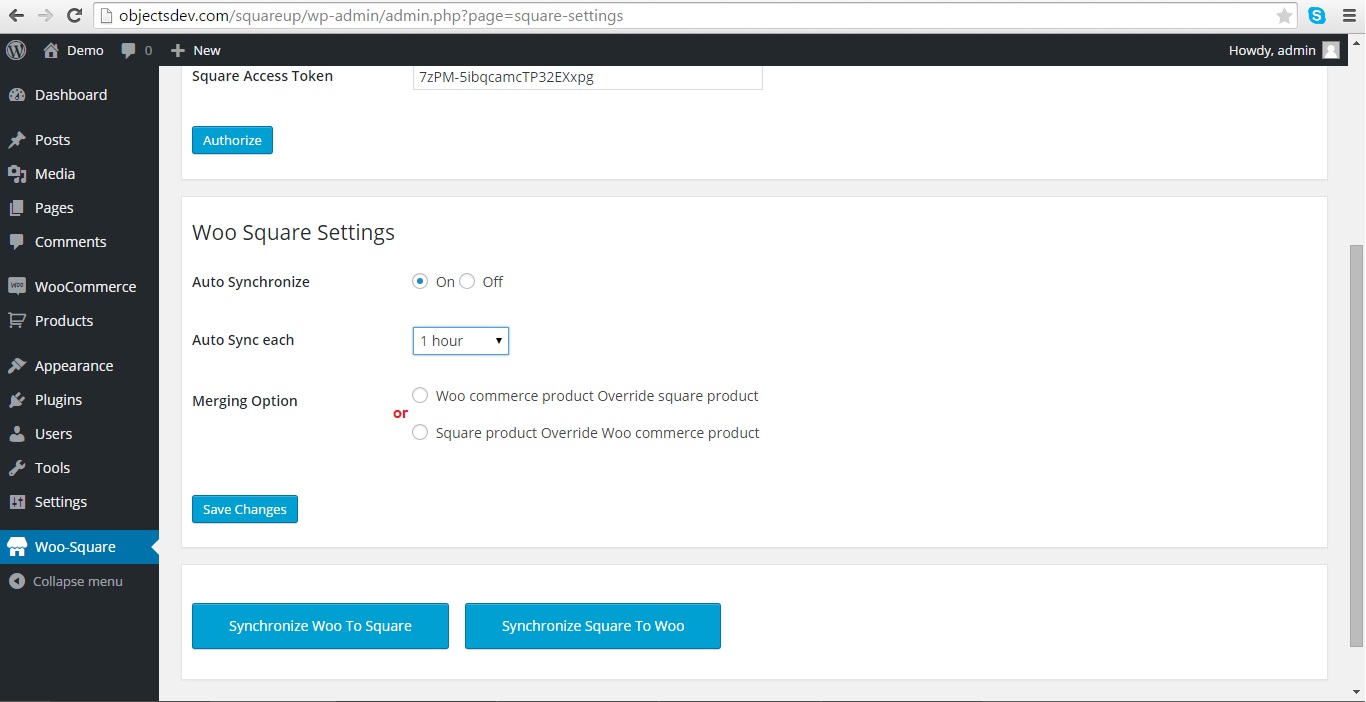 objectsdev.com/squareup/wp-admin/admin.php?page=square-settings
Demo 0 New Howdy, admin
Dashboard
Posts
Media
Pages
Comments
WooCommerce
Products
Appearance
Plugins
Users
Tools
Settings
Woo-Square
Collapse menu
Square Access Token 7zPM-5ibqcamcTP32EXxpg
Authorize
Woo Square Settings
Auto Synchronize On Off
Auto Sync each 1 hour
Merging Option Woo commerce product Override square product
or
Square product Override Woo commerce product
Save Changes
Synchronize Woo To Square Synchronize Square To Woo